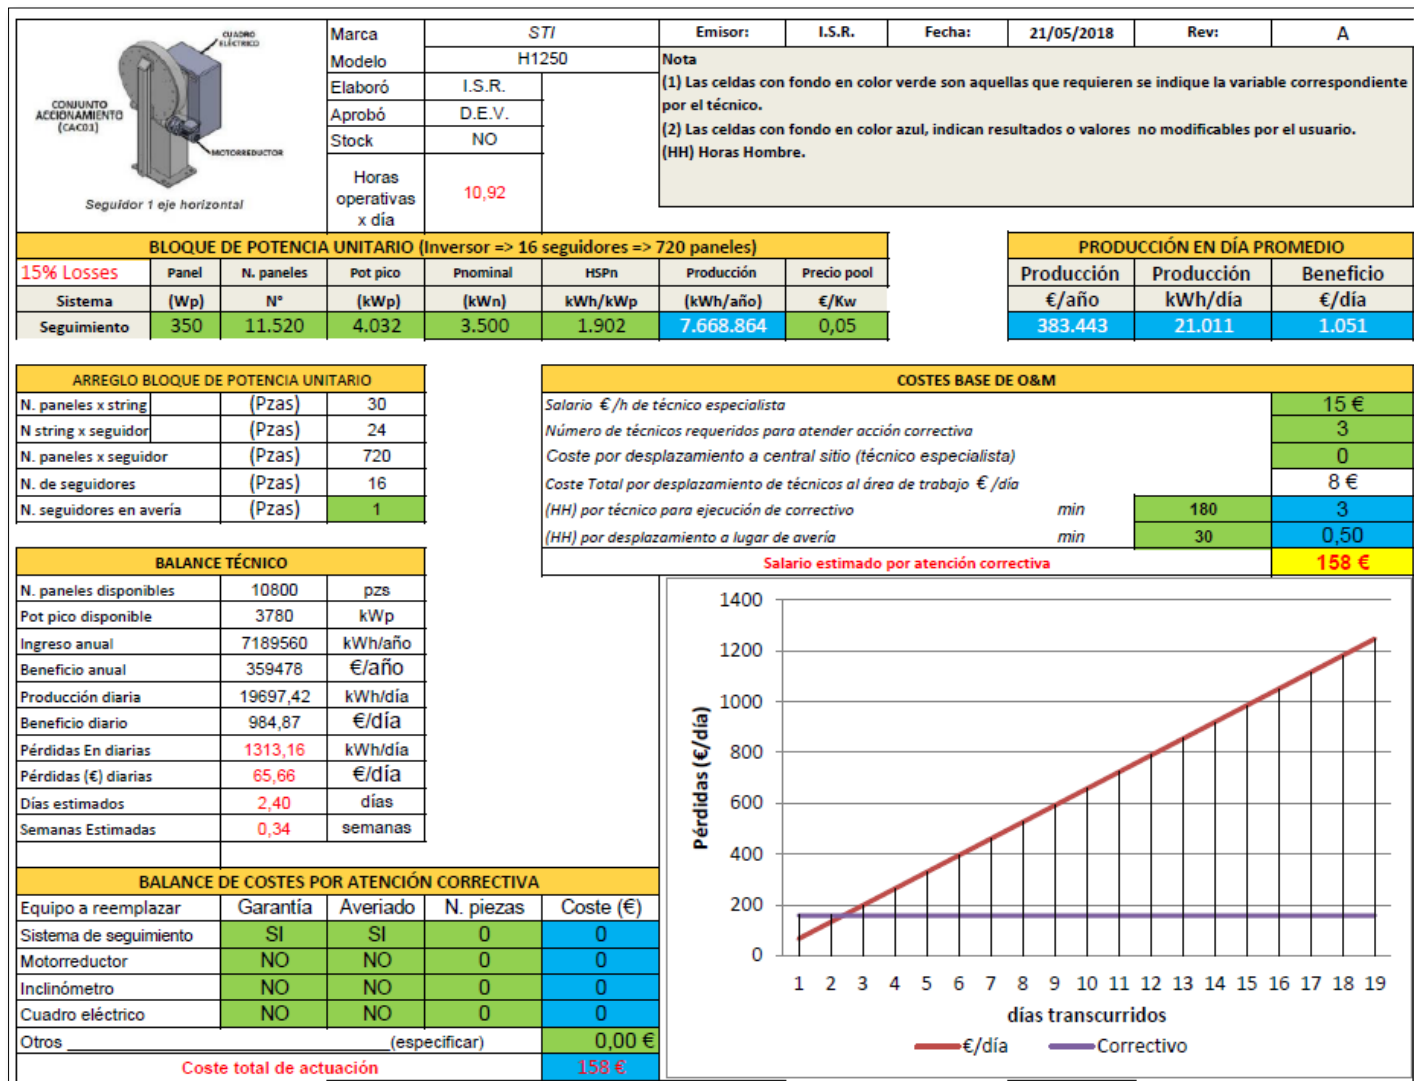 CUADRO
ELÉCTRICO
CONJUNTO
ACCIONAMIENTO
(CAC01)
MOTORREDUCTOR
Seguidor 1 eje horizontal
Marca STI Emisor: I.S.R. Fecha: 21/05/2018 Rev: A
Modelo H1250
Elaboró I.S.R.
Aprobó D.E.V.
Stock NO
Horas
operativas
x día
10,92
Nota
(1) Las celdas con fondo en color verde son aquellas que requieren se indique la variable correspondiente
por el técnico.
(2) Las celdas con fondo en color azul, indican resultados o valores no modificables por el usuario.
(HH) Horas Hombre.
BLOQUE DE POTENCIA UNITARIO (Inversor => 16 seguidores => 720 paneles)
15% Losses Panel N. paneles Pot pico Pnominal HSPn Producción Precio pool
Sistema (Wp) N° (kWp) (kWn) kWh/kWp (kWh/año) €/Kw
Seguimiento 350 11.520 4.032 3.500 1.902 7.668.864 0,05
PRODUCCIÓN EN DÍA PROMEDIO
Producción Producción Beneficio
€/año kWh/día €/día
383.443 21.011 1.051
ARREGLO BLOQUE DE POTENCIA UNITARIO
N. paneles x string (Pzas) 30
N string x seguidor (Pzas) 24
N. paneles x seguidor (Pzas) 720
N. de seguidores (Pzas) 16
N. seguidores en avería (Pzas) 1
COSTES BASE DE O&M
Salario €/h de técnico especialista 15 €
Número de técnicos requeridos para atender acción correctiva 3
Coste por desplazamiento a central sitio (técnico especialista) 0
Coste Total por desplazamiento de técnicos al área de trabajo €/día 8 €
(HH) por técnico para ejecución de correctivo min 180 3
(HH) por desplazamiento a lugar de avería min 30 0,50
Salario estimado por atención correctiva 158 €
BALANCE TÉCNICO
N. paneles disponibles 10800 pzs
Pot pico disponible 3780 kWp
Ingreso anual 7189560 kWh/año
Beneficio anual 359478 €/año
Producción diaria 19697,42 kWh/día
Beneficio diario 984,87 €/día
Pérdidas En diarias 1313,16 kWh/día
Pérdidas (€) diarias 65,66 €/día
Días estimados 2,40 días
Semanas Estimadas 0,34 semanas
BALANCE DE COSTES POR ATENCIÓN CORRECTIVA
Equipo a reemplazar Garantía Averiado N. piezas Coste (€)
Sistema de seguimiento SI SI 0 0
Motorreductor NO NO 0 0
Inclinómetro NO NO 0 0
Cuadro eléctrico NO NO 0 0
Otros ______________________________(especificar) 0,00 €
Coste total de actuación 158 €
Pérdidas (€/día)
1400
1200
1000
800
600
400
200
0
1 2 3 4 5 6 7 8 9 10 11 12 13 14 15 16 17 18 19
días transcurridos
€/día Correctivo